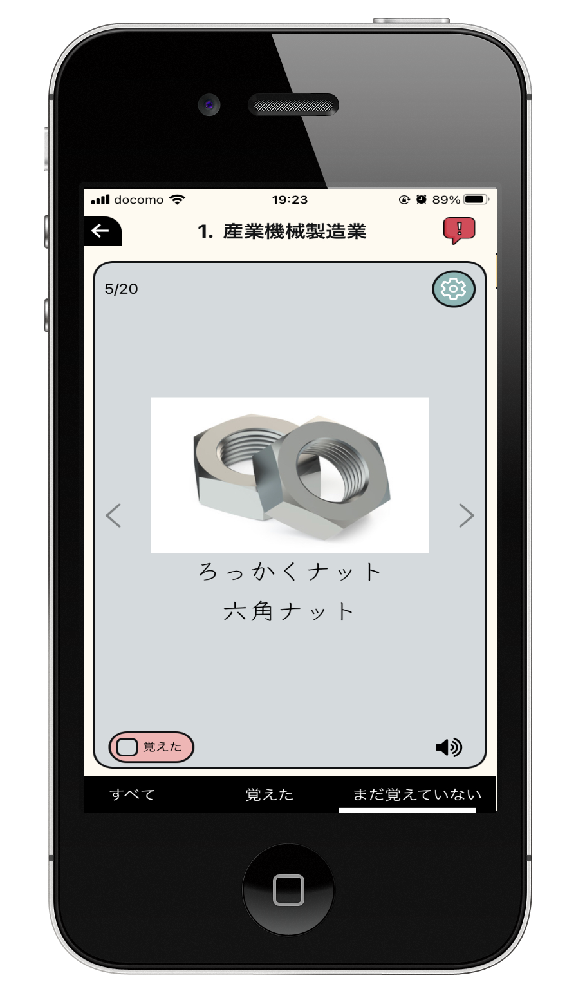 docomo 19:23 89%
1. 産業機械製造業
!
5/20
ろっかくナット
六角ナット
覚えた
すべて 覚えた まだ覚えていない